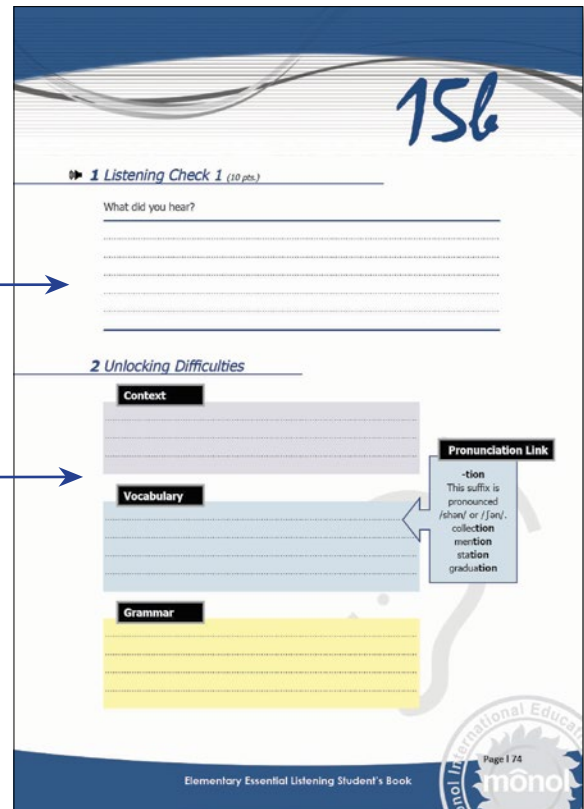 15b
1 Listening Check 1 (10 pts.)
What did you hear?
2 Unlocking Difficulties
Context
Vocabulary
Pronunciation Link
-tion
This suffix is
pronounced
/shən/ or /ʃən/.
collection
mention
station
graduation
Grammar
Elementary Essential Listening Student's Book
Page | 74
mônol